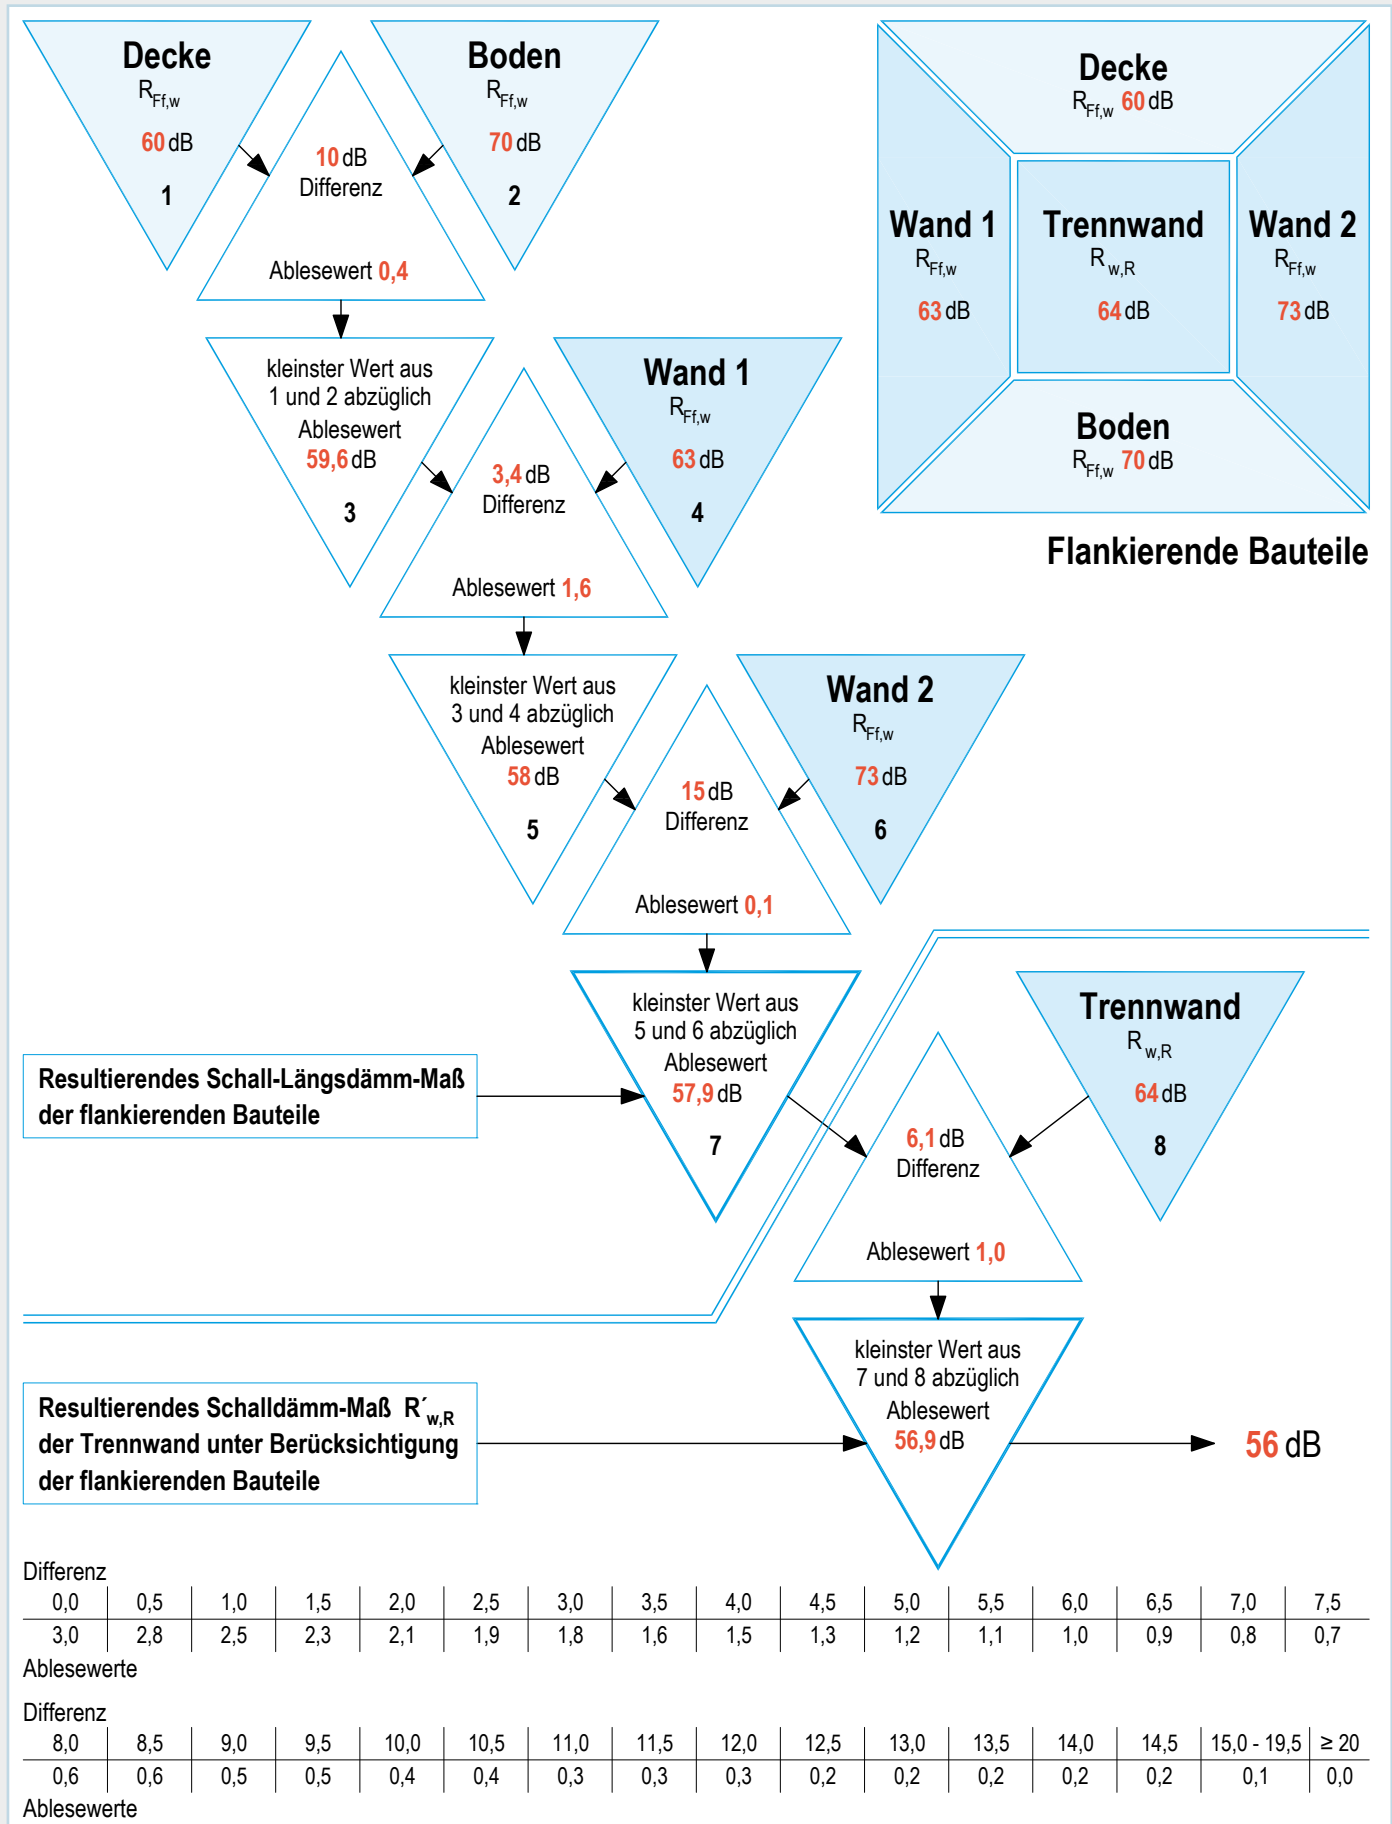 Decke
R Ff,w
60 dB
1
Boden
R Ff,w
70 dB
2
10 dB
Differenz
Ablesewert 0,4
Decke
R Ff,w 60 dB
Wand 1
R Ff,w
63 dB
Trennwand
R w,R
64 dB
Wand 2
R Ff,w
73 dB
Boden
R Ff,w 70 dB
Flankierende Bauteile
kleinster Wert aus
1 und 2 abzüglich
Ablesewert
59,6 dB
3
3,4 dB
Differenz
Ablesewert 1,6
Wand 1
R Ff,w
63 dB
4
kleinster Wert aus
3 und 4 abzüglich
Ablesewert
58 dB
5
15 dB
Differenz
Ablesewert 0,1
Wand 2
R Ff,w
73 dB
6
Resultierendes Schall-Längsdämm-Maß
der flankierenden Bauteile
kleinster Wert aus
5 und 6 abzüglich
Ablesewert
57,9 dB
7
6,1 dB
Differenz
Ablesewert 1,0
Trennwand
R w,R
64 dB
8
Resultierendes Schalldämm-Maß R´w,R
der Trennwand unter Berücksichtigung
der flankierenden Bauteile
kleinster Wert aus
7 und 8 abzüglich
Ablesewert
56,9 dB
56 dB
Differenz
0,0 0,5 1,0 1,5 2,0 2,5 3,0 3,5 4,0 4,5 5,0 5,5 6,0 6,5 7,0 7,5
3,0 2,8 2,5 2,3 2,1 1,9 1,8 1,6 1,5 1,3 1,2 1,1 1,0 0,9 0,8 0,7
Ablesewerte
Differenz
8,0 8,5 9,0 9,5 10,0 10,5 11,0 11,5 12,0 12,5 13,0 13,5 14,0 14,5 15,0 - 19,5 ≥ 20
0,6 0,6 0,5 0,5 0,4 0,4 0,3 0,3 0,3 0,2 0,2 0,2 0,2 0,2 0,1 0,0
Ablesewerte